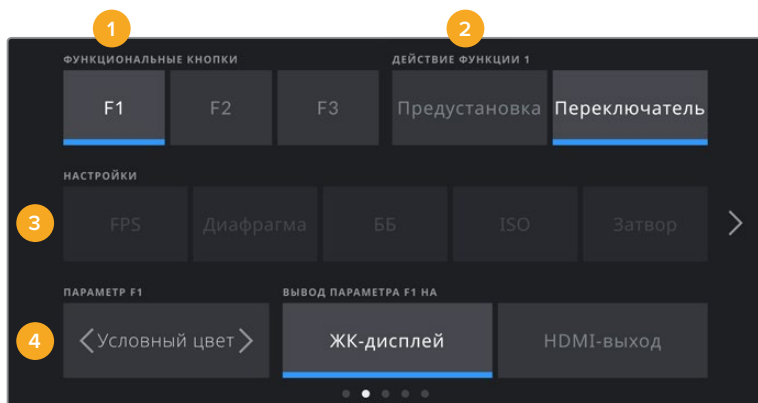 1
2
ФУНКЦИОНАЛЬНЫЕ КНОПКИ
ДЕЙСТВИЕ ФУНКЦИИ 1
F1
F2
F3
Предустановка
Переключатель
НАСТРОЙКИ
3
FPS
Диафрагма
ББ
ISO
Затвор
ПАРАМЕТР F1
ВЫВОД ПАРАМЕТРА F1 НА
4
Условный цвет
ЖК-дисплей
HDMI-выход